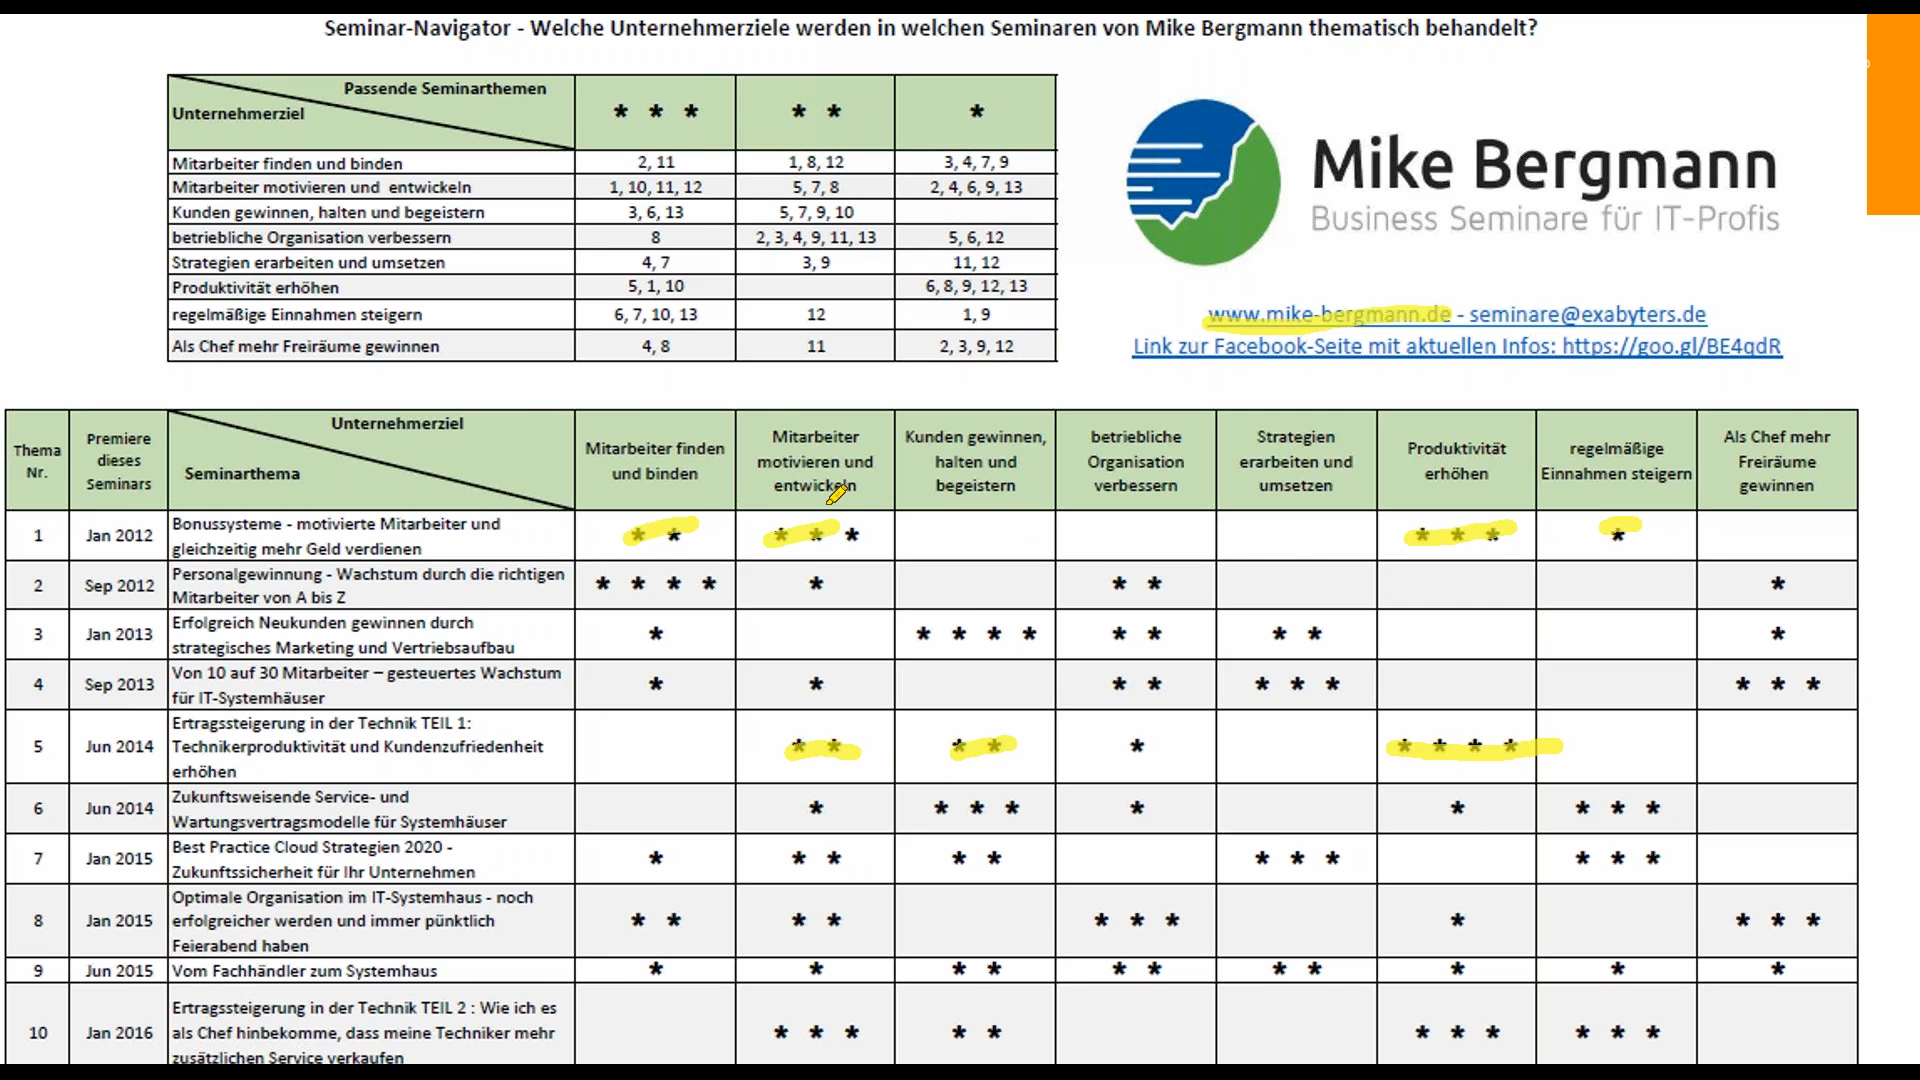 Seminar-Navigator - Welche Unternehmerziele werden in welchen Seminaren von Mike Bergmann thematisch behandelt?
Passende Seminarthemen
Unternehmerziel
* * *
* *
*
Mitarbeiter finden und binden 2, 11 1, 8, 12 3, 4, 7, 9
Mitarbeiter motivieren und entwickeln 1, 10, 11, 12 5, 7, 8 2, 4, 6, 9, 13
Kunden gewinnen, halten und begeistern 3, 6, 13 5, 7, 9, 10
betriebliche Organisation verbessern 8 2, 3, 4, 9, 11, 13 5, 6, 12
Strategien erarbeiten und umsetzen 4, 7 3, 9 11, 12
Produktivität erhöhen 5, 1, 10 6, 8, 9, 12, 13
regelmäßige Einnahmen steigern 6, 7, 10, 13 12 1, 9
Als Chef mehr Freiräume gewinnen 4, 8 11 2, 3, 9, 12
Mike Bergmann
Business Seminare für IT-Profis
www.mike-bergmann.de - seminare@exabyters.de
Link zur Facebook-Seite mit aktuellen Infos: https://goo.gl/BE4qdR
Thema
Nr.
Premiere
dieses
Seminars
Unternehmerziel
Seminarthema
Mitarbeiter finden
und binden
Mitarbeiter
motivieren und
entwickeln
Kunden gewinnen,
halten und
begeistern
betriebliche
Organisation
verbessern
Strategien
erarbeiten und
umsetzen
Produktivität
erhöhen
regelmäßige
Einnahmen steigern
Als Chef mehr
Freiräume
gewinnen
1 Jan 2012 Bonussysteme - motivierte Mitarbeiter und
gleichzeitig mehr Geld verdienen
* * * * * * * * *
2 Sep 2012 Personalgewinnung - Wachstum durch die richtigen
Mitarbeiter von A bis Z
* * * * * * * *
3 Jan 2013 Erfolgreich Neukunden gewinnen durch
strategisches Marketing und Vertriebsaufbau
* * * * * * * * * *
4 Sep 2013 Von 10 auf 30 Mitarbeiter – gesteuertes Wachstum
für IT-Systemhäuser
* * * * * * * * * *
5 Jun 2014 Ertragssteigerung in der Technik TEIL 1:
Technikerproduktivität und Kundenzufriedenheit
erhöhen
* * * * * * * * *
6 Jun 2014 Zukunftsweisende Service- und
Wartungsvertragsmodelle für Systemhäuser
* * * * * * * * *
7 Jan 2015 Best Practice Cloud Strategien 2020 -
Zukunftssicherheit für Ihr Unternehmen
* * * * * * * * * * *
8 Jan 2015 Optimale Organisation im IT-Systemhaus - noch
erfolgreicher werden und immer pünktlich
Feierabend haben
* * * * * * * * * * *
9 Jun 2015 Vom Fachhändler zum Systemhaus * * * * * * * * * * *
10 Jan 2016 Ertragssteigerung in der Technik TEIL 2 : Wie ich es
als Chef hinbekomme, dass meine Techniker mehr
zusätzlichen Service verkaufen
* * * * * * * * * * *